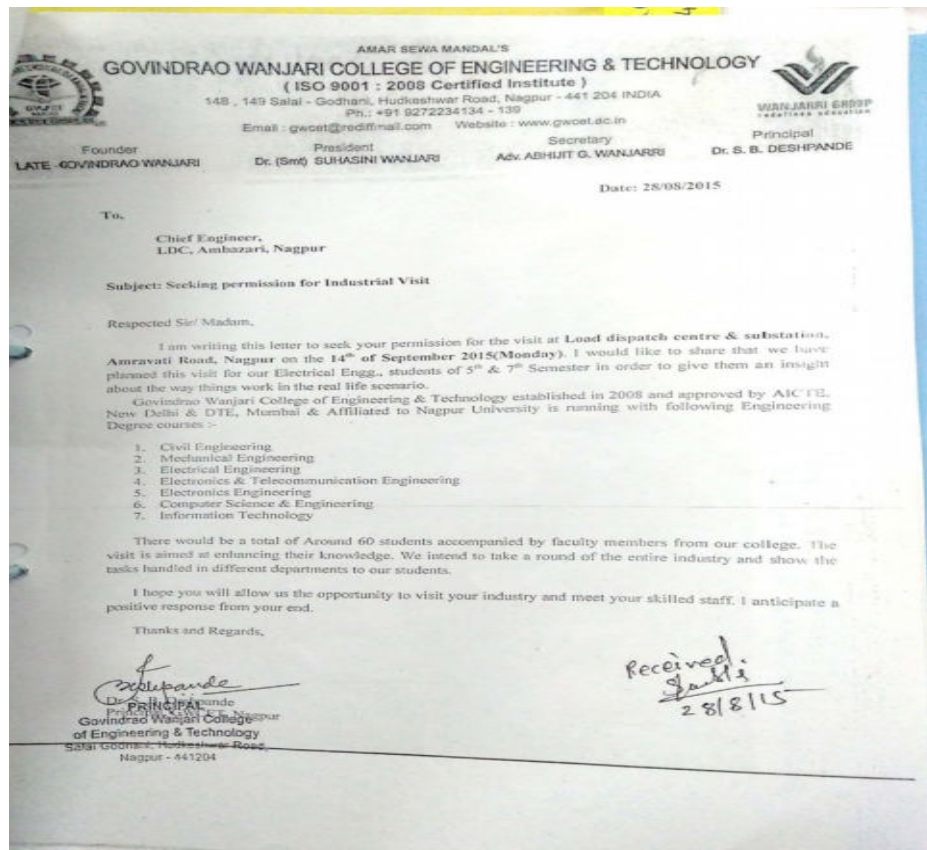 AMAR SEWA MANDAL'S
GOVINDRAO WANJARI COLLEGE OF ENGINEERING & TECHNOLOGY
( ISO 9001 : 2008 Certified Institute )
148 , 149 Salai - Godhani, Hudkeshwar Road, Nagpur - 441 204 INDIA
Ph.: +91 9272234134 - 139
Email : gwcet@rediffmail.com Website : www.gwcet.ac.in
WANJARRI GROUP
redefines education
Founder
LATE GOVINDRAO WANJARI
President
Dr. (Smt) SUHASINI WANJARI
Secretary
Adv. ABHIJIT G. WANJARRI
Principal
Dr. S. B. DESHPANDE
Date: 28/08/2015
To,
Chief Engineer,
LDC, Ambazari, Nagpur
Subject: Seeking permission for Industrial Visit
Respected Sir/ Madam,
I am writing this letter to seek your permission for the visit at Load dispatch centre & substation,
Amravati Road, Nagpur on the 14th of September 2015(Monday). I would like to share that we have
planned this visit for our Electrical Engg., students of 5th & 7th Semester in order to give them an insight
about the way things work in the real life scenario.
Govindrao Wanjari College of Engineering & Technology established in 2008 and approved by AICTE,
New Delhi & DTE, Mumbai & Affiliated to Nagpur University is running with following Engineering
Degree courses :-
1. Civil Engineering
2. Mechanical Engineering
3. Electrical Engineering
4. Electronics & Telecommunication Engineering
5. Electronics Engineering
6. Computer Science & Engineering
7. Information Technology
There would be a total of Around 60 students accompanied by faculty members from our college. The
visit is aimed at enhancing their knowledge. We intend to take a round of the entire industry and show the
tasks handled in different departments to our students.
I hope you will allow us the opportunity to visit your industry and meet your skilled staff. I anticipate a
positive response from your end.
Thanks and Regards,
Received.
28/8/15
PRINCIPAL
Govindrao Wanjari College
of Engineering & Technology
Salai Godhani, Hudkeshwar Road,
Nagpur - 441204